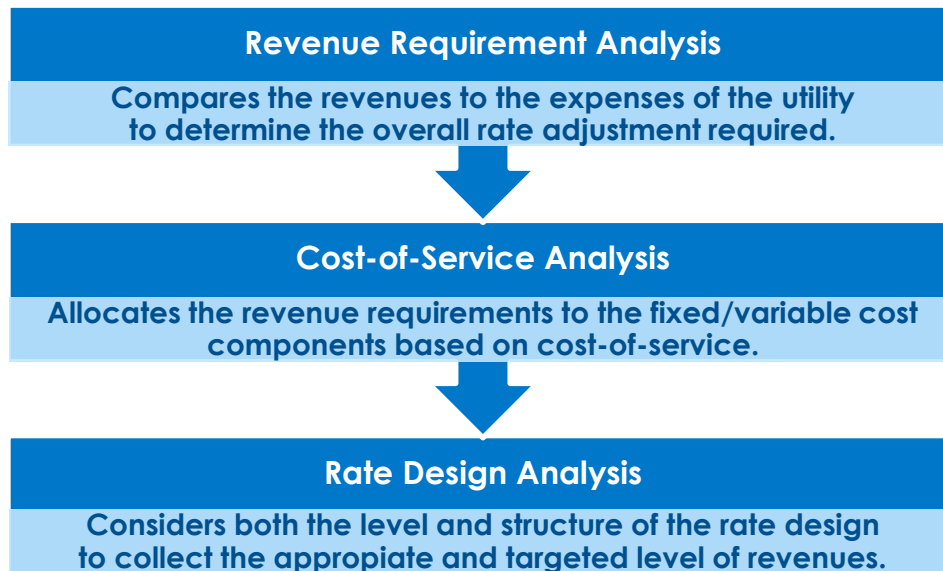 Revenue Requirement Analysis
Compares the revenues to the expenses of the utility
to determine the overall rate adjustment required.
Cost-of-Service Analysis
Allocates the revenue requirements to the fixed/variable cost
components based on cost-of-service.
Rate Design Analysis
Considers both the level and structure of the rate design
to collect the appropiate and targeted level of revenues.